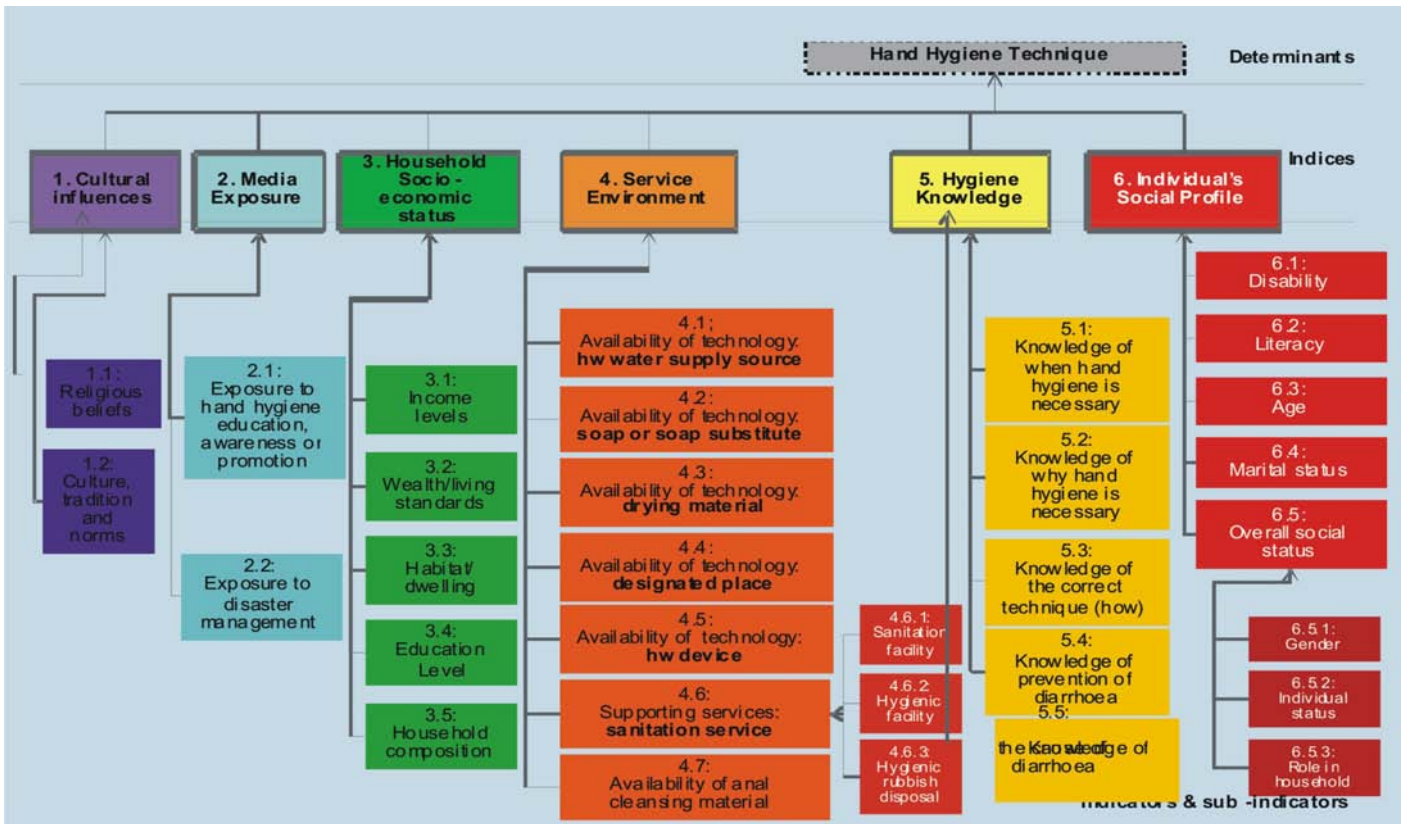 Hand Hygiene Technique
Determinants
Indices
1. Cultural
influences
2. Media
Exposure
3. Household
Socio -
economic
status
4. Service
Environment
5. Hygiene
Knowledge
6. Individual's
Social Profile
1.1:
Religious
beliefs
1.2:
Culture,
tradition
and
norms
2.1:
Exposure to
hand hygiene
education,
awareness or
promotion
2.2:
Exposure to
disaster
management
3.1:
Income
levels
3.2:
Wealth/living
standards
3.3:
Habitat/
dwelling
3.4:
Education
Level
3.5:
Household
composition
4.1;
Availability of technology:
hw water supply source
4.2:
Availability of technology:
soap or soap substitute
4.3:
Availability of technology:
drying material
4.4:
Availability of technology:
designated place
4.5:
Availability of technology:
hw device
4.6:
Supporting services:
sanitation service
4.7:
Availability of anal
cleansing material
4.6.1:
Sanitation
facility
4.6.2:
Hygienic
facility
4.6.3:
Hygienic
rubbish
disposal
5.1:
Knowledge of
when hand
hygiene is
necessary
5.2:
Knowledge of
why hand
hygiene is
necessary
5.3:
Knowledge of
the correct
technique (how)
5.4:
Knowledge of
prevention of
diarrhoea
5.5:
Knowledge of
the cause of
diarrhoea
6.1:
Disability
6.2:
Literacy
6.3:
Age
6.4:
Marital status
6.5:
Overall social
status
6.5.1:
Gender
6.5.2:
Individual
status
6.5.3:
Role in
household
Indicators & sub -indicators